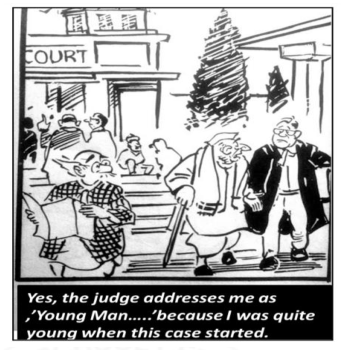 COURT
Yes, the judge addresses me as
,’Young Man.....’because I was quite
young when this case started.